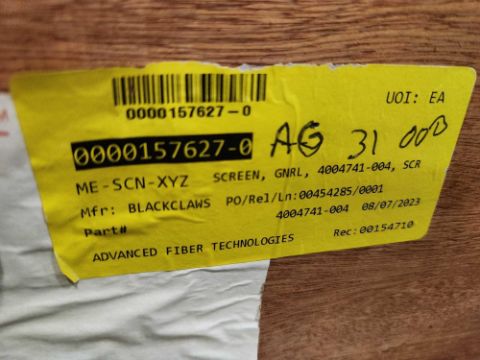 UOI: EA
0000157627-0
0000157627-0 AG 31 000
ME-SCN-XYZ SCREEN, GNRL, 4004741-004, SCR
Mfr: BLACKCLAWS PO/Rel/Ln:00454285/0001
Part# 4004741-004 08/07/2023
ADVANCED FIBER TECHNOLOGIES Rec:00154710